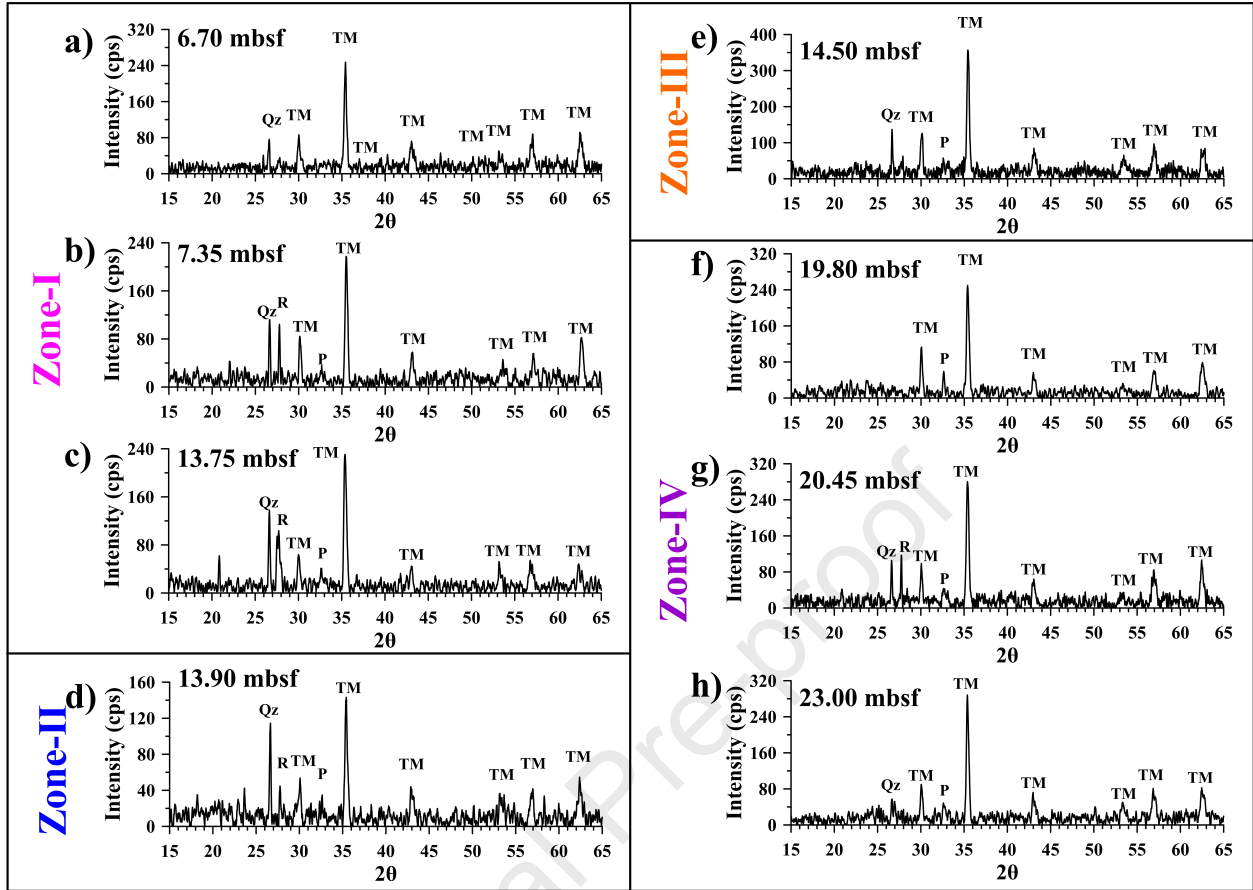 Zone-I
a)
6.70 mbsf
Intensity (cps)
320
240
160
80
0
Qz
TM
TM
TM
TM
TM
TM
TM
TM
15 20 25 30 35 40 45 50 55 60 65
2θ
b)
7.35 mbsf
Intensity (cps)
240
160
80
0
Qz
R
TM
P
TM
TM
TM
TM
TM
15 20 25 30 35 40 45 50 55 60 65
2θ
c)
13.75 mbsf
Intensity (cps)
240
160
80
0
Qz
R
TM
P
TM
TM
TM
TM
TM
15 20 25 30 35 40 45 50 55 60 65
2θ
Zone-II
d)
13.90 mbsf
Intensity (cps)
160
120
80
40
0
Qz
R
TM
P
TM
TM
TM
TM
TM
15 20 25 30 35 40 45 50 55 60 65
2θ
Zone-III
e)
14.50 mbsf
Intensity (cps)
400
300
200
100
0
Qz
TM
P
TM
TM
TM
TM
TM
15 20 25 30 35 40 45 50 55 60 65
2θ
Zone-IV
f)
19.80 mbsf
Intensity (cps)
320
240
160
80
0
TM
P
TM
TM
TM
TM
TM
15 20 25 30 35 40 45 50 55 60 65
2θ
g)
20.45 mbsf
Intensity (cps)
320
240
160
80
0
Qz
R
TM
P
TM
TM
TM
TM
TM
15 20 25 30 35 40 45 50 55 60 65
2θ
h)
23.00 mbsf
Intensity (cps)
320
240
160
80
0
Qz
TM
P
TM
TM
TM
TM
TM
15 20 25 30 35 40 45 50 55 60 65
2θ
al Pre-proof